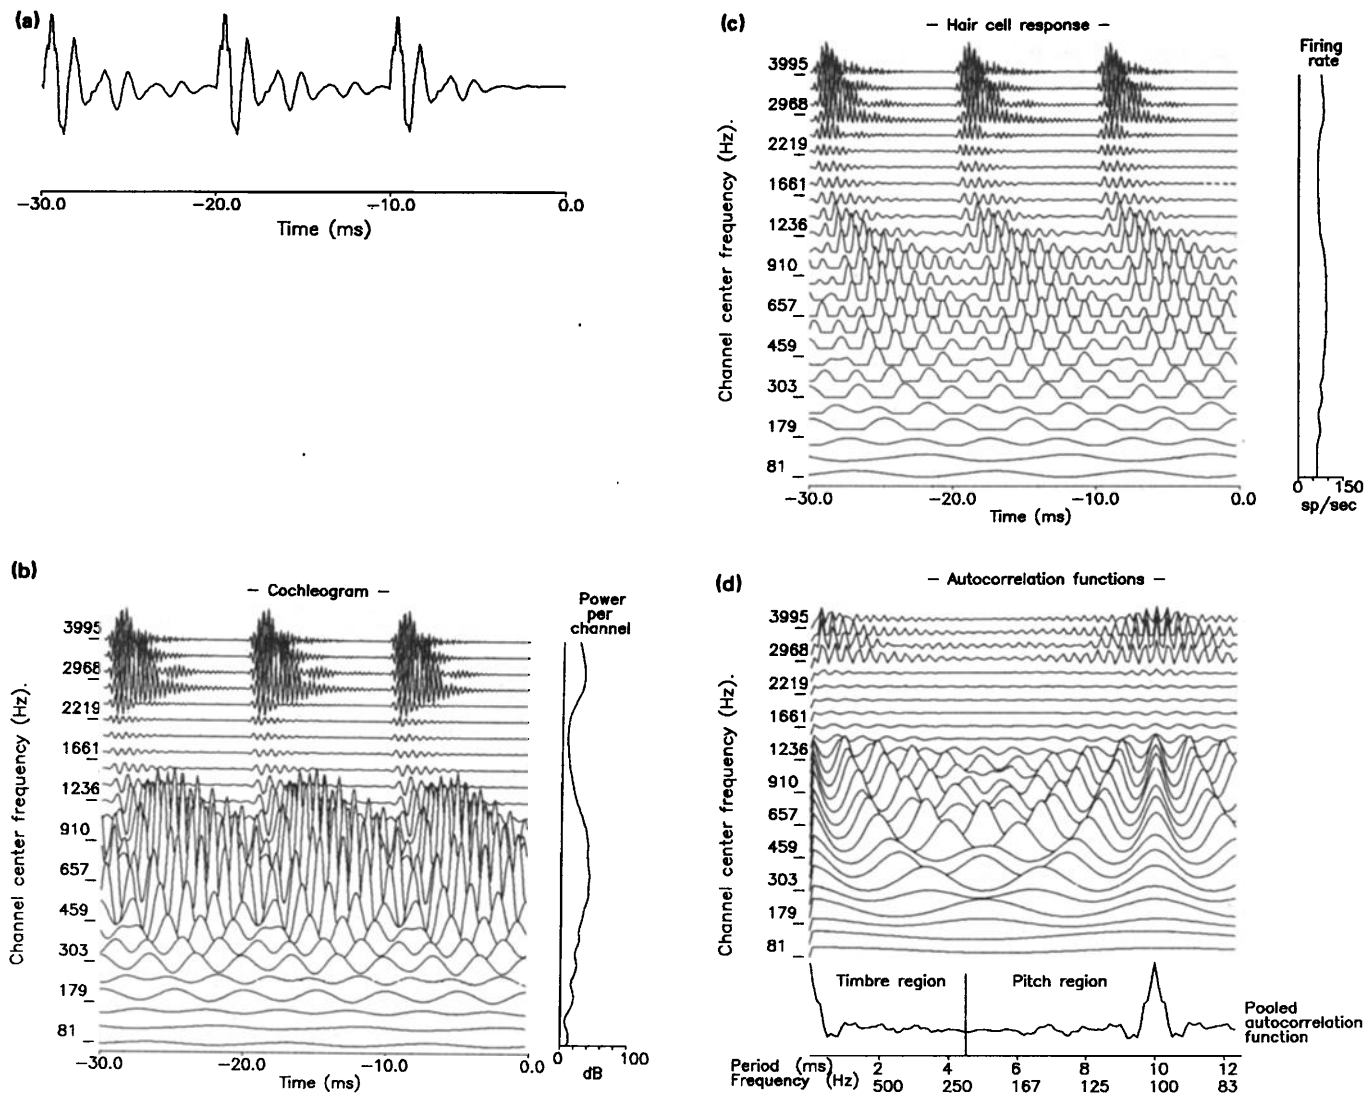 (a)
-30.0 -20.0 -10.0 0.0
Time (ms)
(b)
- Cochleogram -
Power
per
channel
Channel center frequency (Hz).
3995
2968
2219
1661
1236
910
657
459
303
179
81
-30.0 -20.0 -10.0 0.0
Time (ms)
0 100
dB
(c)
- Hair cell response -
Firing
rate
Channel center frequency (Hz).
3995
2968
2219
1661
1236
910
657
459
303
179
81
-30.0 -20.0 -10.0 0.0
Time (ms)
0 150
sp/sec
(d)
- Autocorrelation functions -
Channel center frequency (Hz).
3995
2968
2219
1661
1236
910
657
459
303
179
81
Timbre region Pitch region
Pooled
autocorrelation
function
Period (ms) 2 4 6 8 10 12
Frequency (Hz) 500 250 167 125 100 83